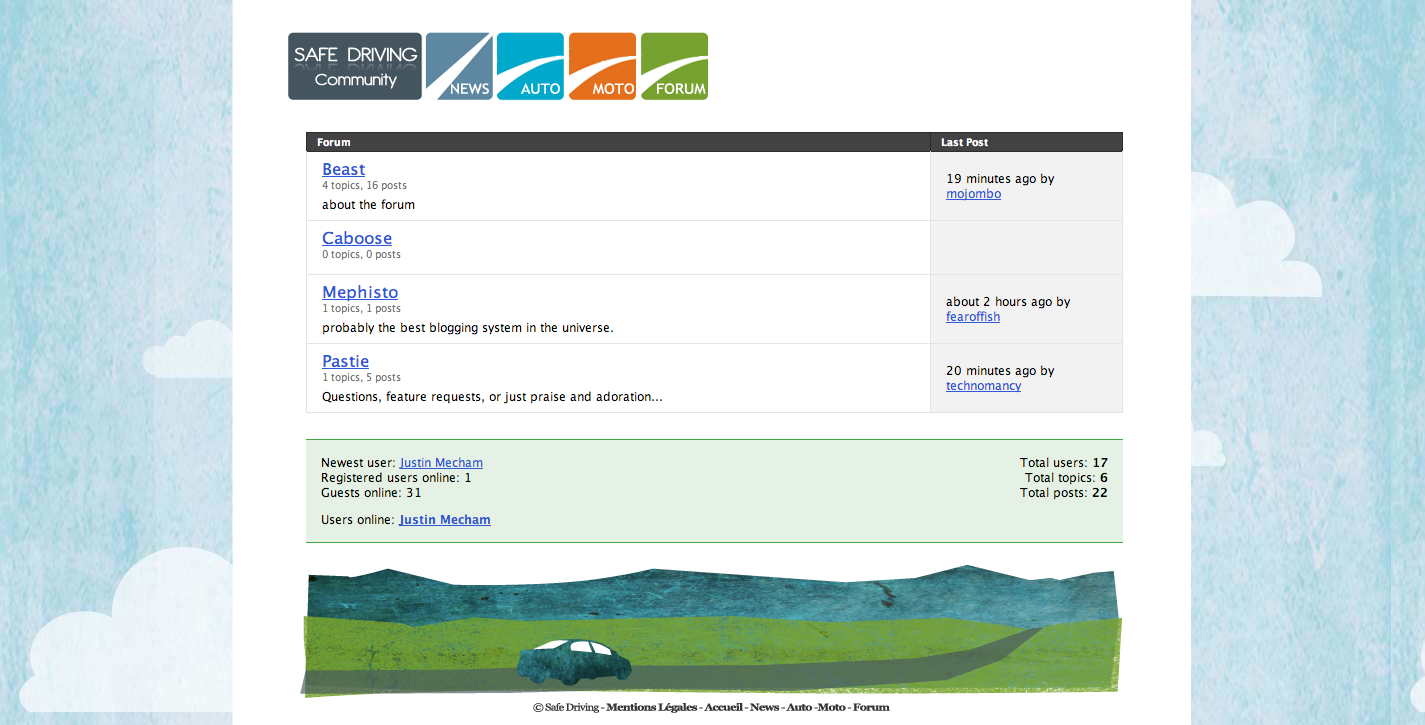 SAFE DRIVING
Community
NEWS
AUTO
MOTO
FORUM
Forum
Last Post
Beast
4 topics, 16 posts
about the forum
19 minutes ago by
mojombo
Caboose
0 topics, 0 posts
Mephisto
1 topics, 1 posts
probably the best blogging system in the universe.
about 2 hours ago by
fearoffish
Pastie
1 topics, 5 posts
Questions, feature requests, or just praise and adoration...
20 minutes ago by
technomancy
Newest user: Justin Mecham
Registered users online: 1
Guests online: 31
Users online: Justin Mecham
Total users: 17
Total topics: 6
Total posts: 22
© Safe Driving - Mentions Légales - Accueil - News - Auto -Moto - Forum